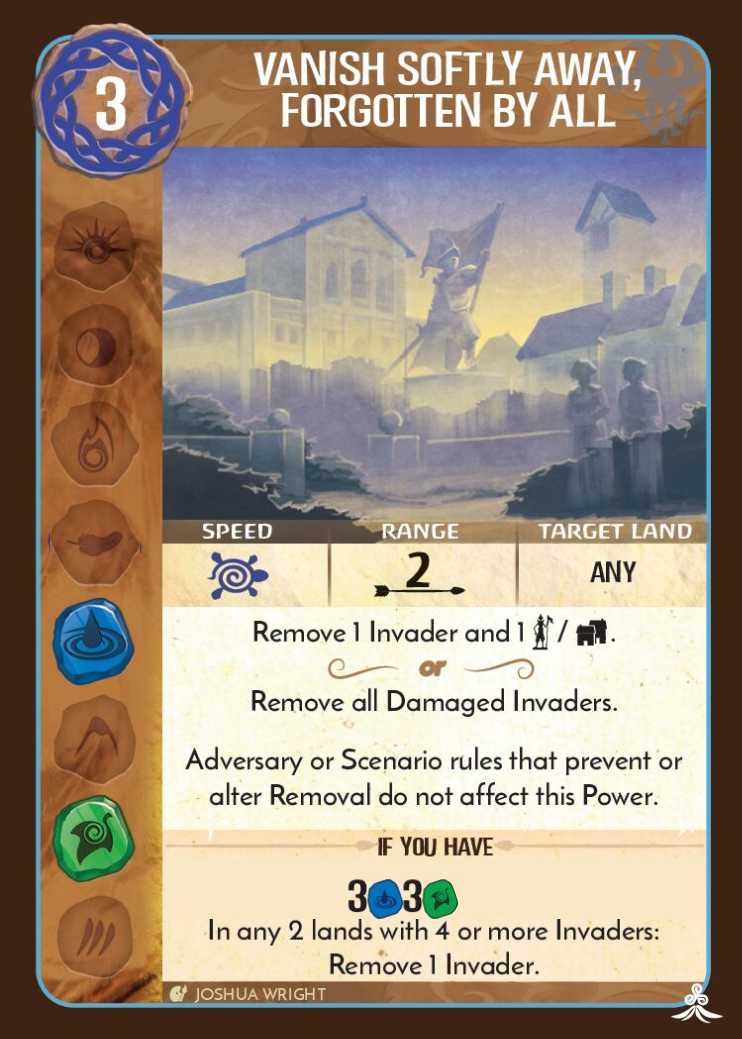 3
VANISH SOFTLY AWAY,
FORGOTTEN BY ALL
SPEED RANGE TARGET LAND
2 ANY
Remove 1 Invader and 1 / .
or
Remove all Damaged Invaders.
Adversary or Scenario rules that prevent or
alter Removal do not affect this Power.
IF YOU HAVE
3 3
In any 2 lands with 4 or more Invaders:
Remove 1 Invader.
JOSHUA WRIGHT